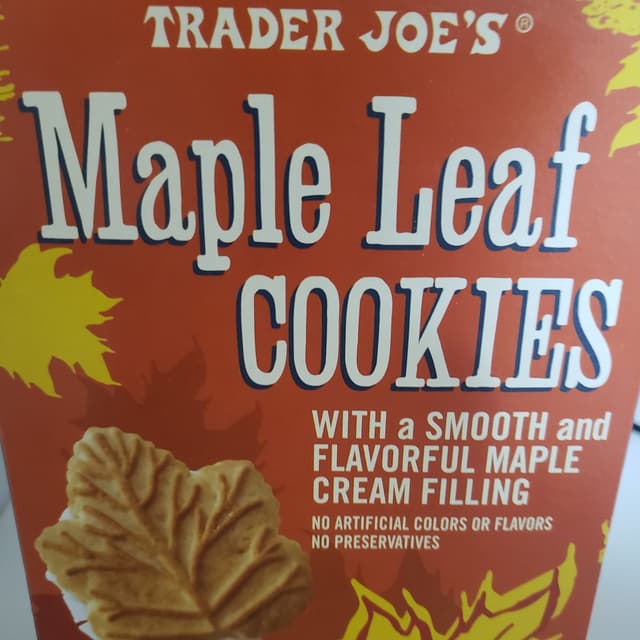 TRADER JOE'S®
Maple Leaf
COOKIES
WITH a SMOOTH and
FLAVORFUL MAPLE
CREAM FILLING
NO ARTIFICIAL COLORS OR FLAVORS
NO PRESERVATIVES